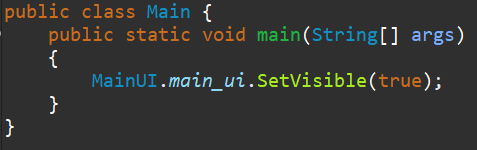 public class Main {
    public static void main(String[] args)
    {
        MainUI.main_ui.SetVisible(true);
    }
}